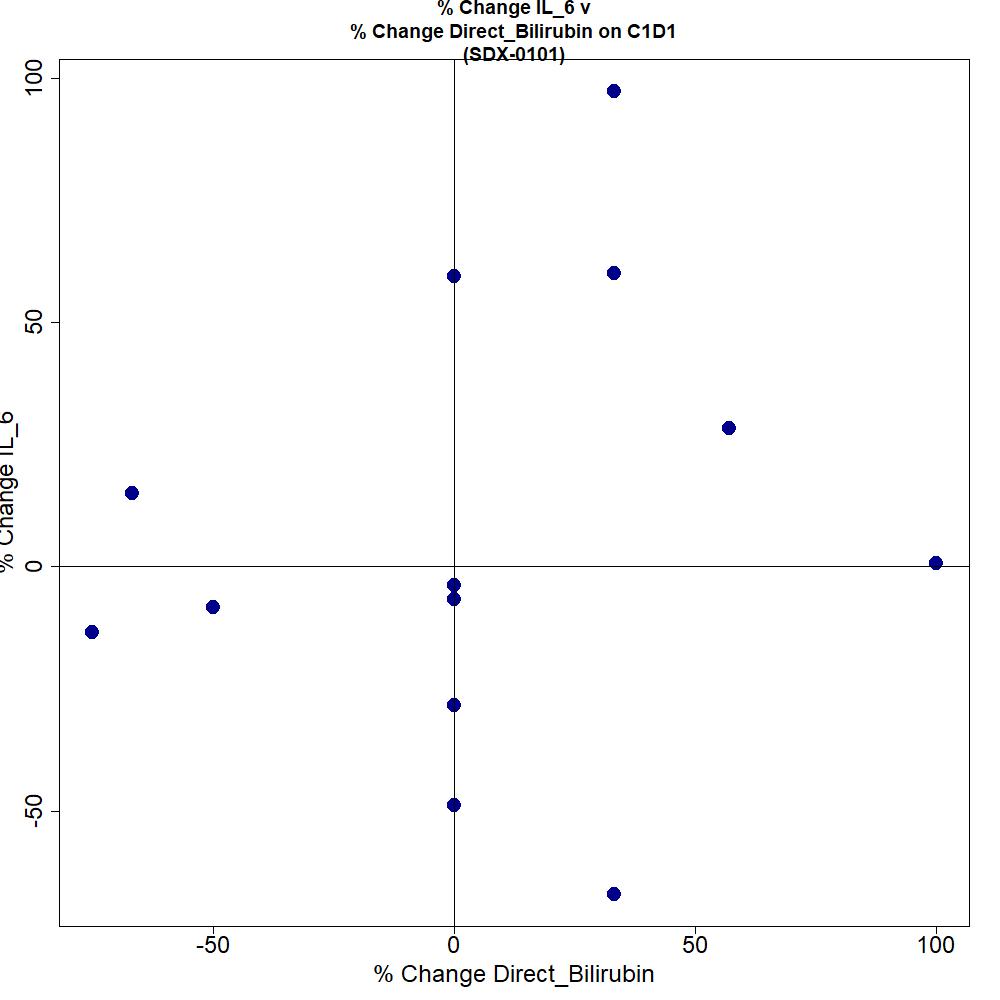 % Change IL_6 v
% Change Direct_Bilirubin on C1D1
(SDX-0101)
100
50
0
-50
% Change IL_6
-50
0
50
100
% Change Direct_Bilirubin